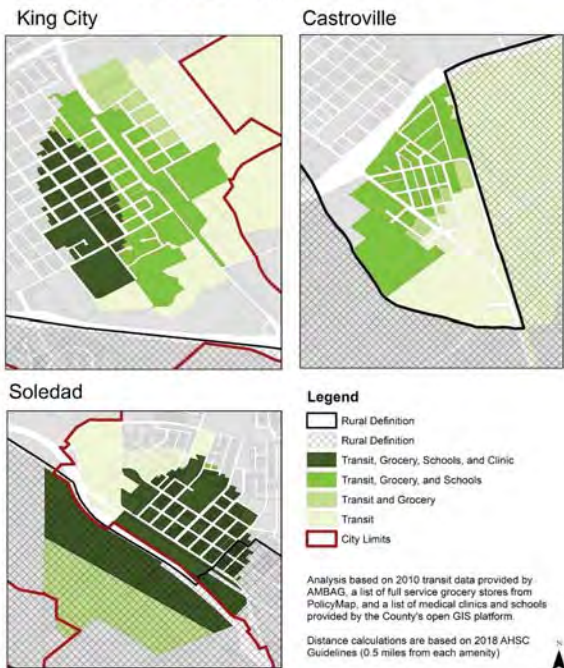 King City
Castroville
Soledad
Legend
Rural Definition
Rural Definition
Transit, Grocery, Schools, and Clinic
Transit, Grocery, and Schools
Transit and Grocery
Transit
City Limits
Analysis based on 2010 transit data provided by
AMBAG, a list of full service grocery stores from
PolicyMap, and a list of medical clinics and schools
provided by the County's open GIS platform.
Distance calculations are based on 2018 AHSC
Guidelines (0.5 miles from each amenity)
N